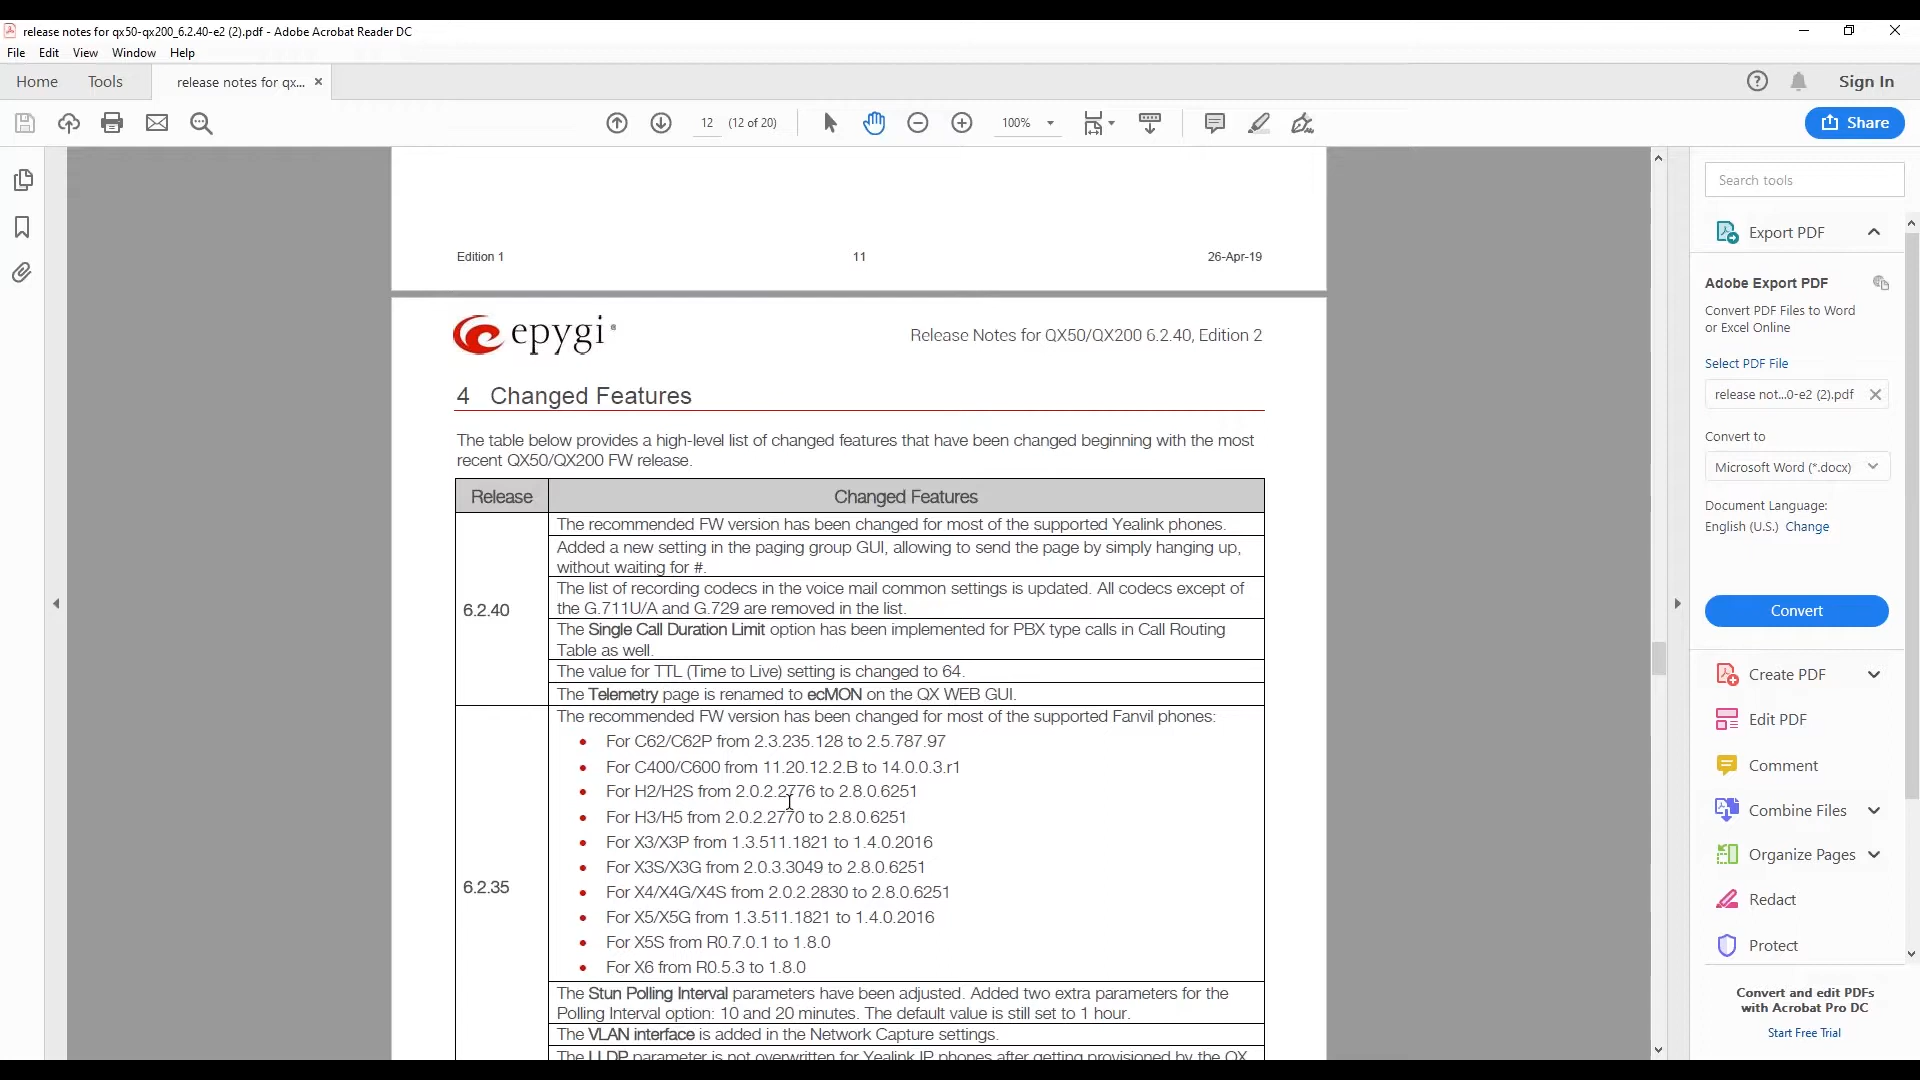 release notes for qx50-qx200_6.2.40-e2 (2).pdf - Adobe Acrobat Reader DC
File Edit View Window Help
Home Tools release notes for qx... × Sign In
12 (12 of 20) 100% Share
Edition 1 11 26-Apr-19
epygi Release Notes for QX50/QX200 6.2.40, Edition 2
4 Changed Features
The table below provides a high-level list of changed features that have been changed beginning with the most
recent QX50/QX200 FW release.
Release Changed Features
6.2.40
The recommended FW version has been changed for most of the supported Yealink phones.
Added a new setting in the paging group GUI, allowing to send the page by simply hanging up,
without waiting for #.
The list of recording codecs in the voice mail common settings is updated. All codecs except of
the G.711U/A and G.729 are removed in the list.
The Single Call Duration Limit option has been implemented for PBX type calls in Call Routing
Table as well.
The value for TTL (Time to Live) setting is changed to 64.
The Telemetry page is renamed to ecMON on the QX WEB GUI.
6.2.35
The recommended FW version has been changed for most of the supported Fanvil phones:
• For C62/C62P from 2.3.235.128 to 2.5.787.97
• For C400/C600 from 11.20.12.2.B to 14.0.0.3.r1
• For H2/H2S from 2.0.2.2776 to 2.8.0.6251
• For H3/H5 from 2.0.2.2770 to 2.8.0.6251
• For X3/X3P from 1.3.511.1821 to 1.4.0.2016
• For X3S/X3G from 2.0.3.3049 to 2.8.0.6251
• For X4/X4G/X4S from 2.0.2.2830 to 2.8.0.6251
• For X5/X5G from 1.3.511.1821 to 1.4.0.2016
• For X5S from R0.7.0.1 to 1.8.0
• For X6 from R0.5.3 to 1.8.0
The Stun Polling Interval parameters have been adjusted. Added two extra parameters for the
Polling Interval option: 10 and 20 minutes. The default value is still set to 1 hour.
The VLAN interface is added in the Network Capture settings.
The LLDP parameter is not overwritten for Yealink IP phones after getting provisioned by the QX
Search tools
Export PDF
Adobe Export PDF
Convert PDF Files to Word
or Excel Online
Select PDF File
release not...0-e2 (2).pdf
Convert to
Microsoft Word (*.docx)
Document Language:
English (U.S.) Change
Convert
Create PDF
Edit PDF
Comment
Combine Files
Organize Pages
Redact
Protect
Convert and edit PDFs
with Acrobat Pro DC
Start Free Trial